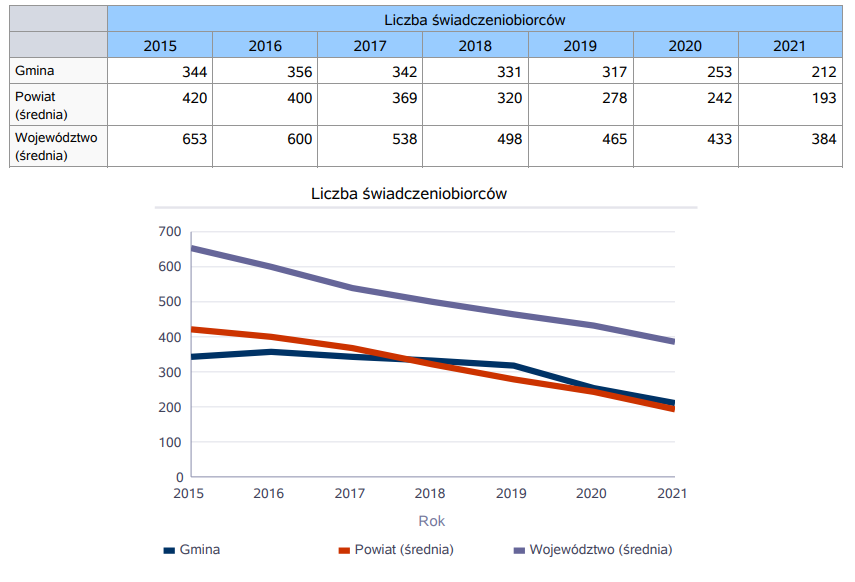 Liczba świadczeniobiorców
2015 2016 2017 2018 2019 2020 2021
Gmina 344 356 342 331 317 253 212
Powiat (średnia) 420 400 369 320 278 242 193
Województwo (średnia) 653 600 538 498 465 433 384
Liczba świadczeniobiorców
700
600
500
400
300
200
100
0
2015 2016 2017 2018 2019 2020 2021
Rok
Gmina Powiat (średnia) Województwo (średnia)